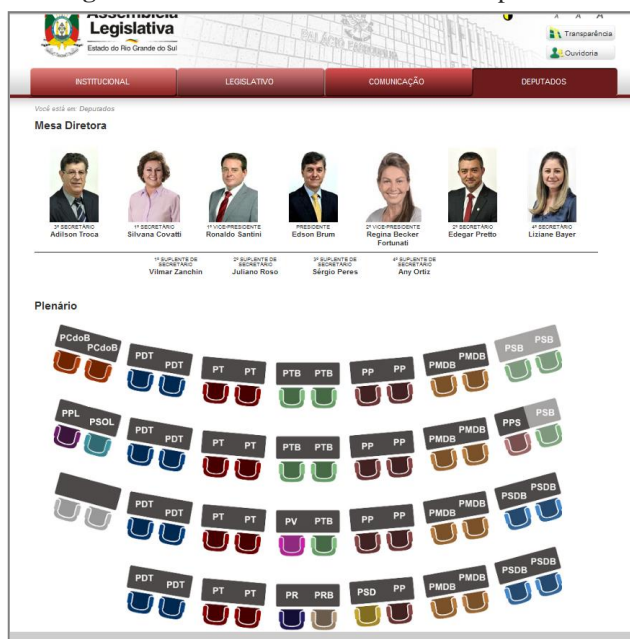 Assembleia
Legislativa
Estado do Rio Grande do Sul
A A A
Transparência
Ouvidoria
INSTITUCIONAL LEGISLATIVO COMUNICAÇÃO DEPUTADOS
Você está em Deputados
Mesa Diretora
3º SECRETÁRIO 1º SECRETÁRIO 1º VICE-PRESIDENTE PRESIDENTE 2º VICE-PRESIDENTE 2º SECRETÁRIO 4º SECRETÁRIO
Adilson Troca Silvana Covatti Ronaldo Santini Edson Brum Regina Becker Edegar Pretto Liziane Bayer
Fortunati
1º SUPLENTE DE 2º SUPLENTE DE 3º SUPLENTE DE 4º SUPLENTE DE
SECRETÁRIO SECRETÁRIO SECRETÁRIO SECRETÁRIO
Vilmar Zanchin Juliano Roso Sérgio Peres Any Ortiz
Plenário
PCdoB PCdoB PDT PDT PT PT PTB PTB PP PP PMDB PMDB PSB PSB
PPL PSOL PDT PDT PT PT PTB PTB PP PP PMDB PMDB PPS PSB
PDT PDT PT PT PV PTB PP PP PMDB PMDB PSDB PSDB
PDT PDT PT PT PR PRB PSD PP PMDB PMDB PSDB PSDB